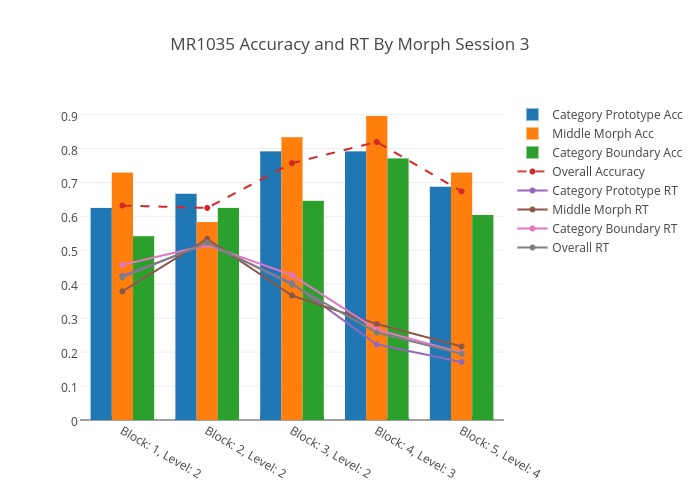 MR1035 Accuracy and RT By Morph Session 3
0.9
0.8
0.7
0.6
0.5
0.4
0.3
0.2
0.1
0
Block: 1, Level: 2
Block: 2, Level: 2
Block: 3, Level: 2
Block: 4, Level: 3
Block: 5, Level: 4
Category Prototype Acc
Middle Morph Acc
Category Boundary Acc
Overall Accuracy
Category Prototype RT
Middle Morph RT
Category Boundary RT
Overall RT